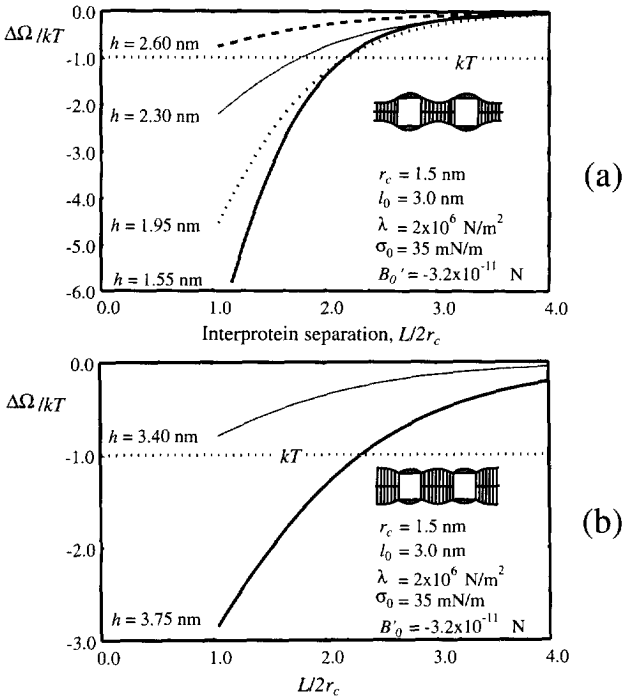 0.0
ΔΩ/kT
h = 2.60 nm
-1.0
kT
-2.0
h = 2.30 nm
(a)
-3.0
r_c = 1.5 nm
l_0 = 3.0 nm
-4.0
λ = 2x10^6 N/m^2
h = 1.95 nm
σ_0 = 35 mN/m
-5.0
B_0' = -3.2x10^-11 N
h = 1.55 nm
-6.0
0.0 1.0 2.0 3.0 4.0
Interprotein separation, L/2r_c
0.0
ΔΩ/kT
h = 3.40 nm
-1.0
kT
(b)
r_c = 1.5 nm
-2.0
l_0 = 3.0 nm
λ = 2x10^6 N/m^2
σ_0 = 35 mN/m
h = 3.75 nm
B'_0 = -3.2x10^-11 N
-3.0
0.0 1.0 2.0 3.0 4.0
L/2r_c